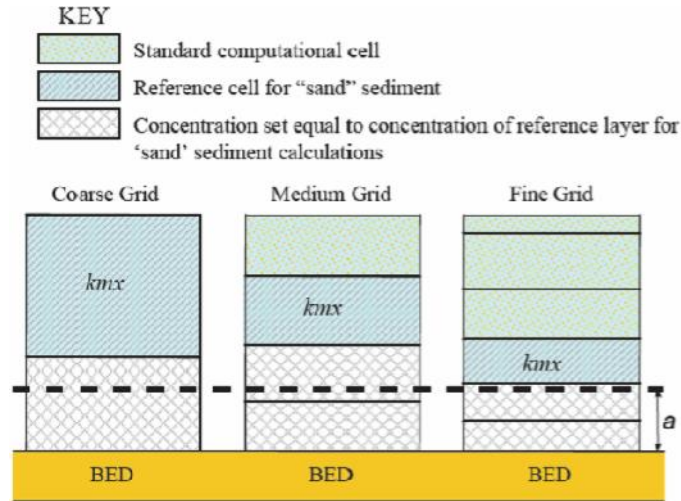 KEY
Standard computational cell
Reference cell for “sand” sediment
Concentration set equal to concentration of reference layer for
‘sand’ sediment calculations
Coarse Grid Medium Grid Fine Grid
kmx kmx kmx
a
BED BED BED